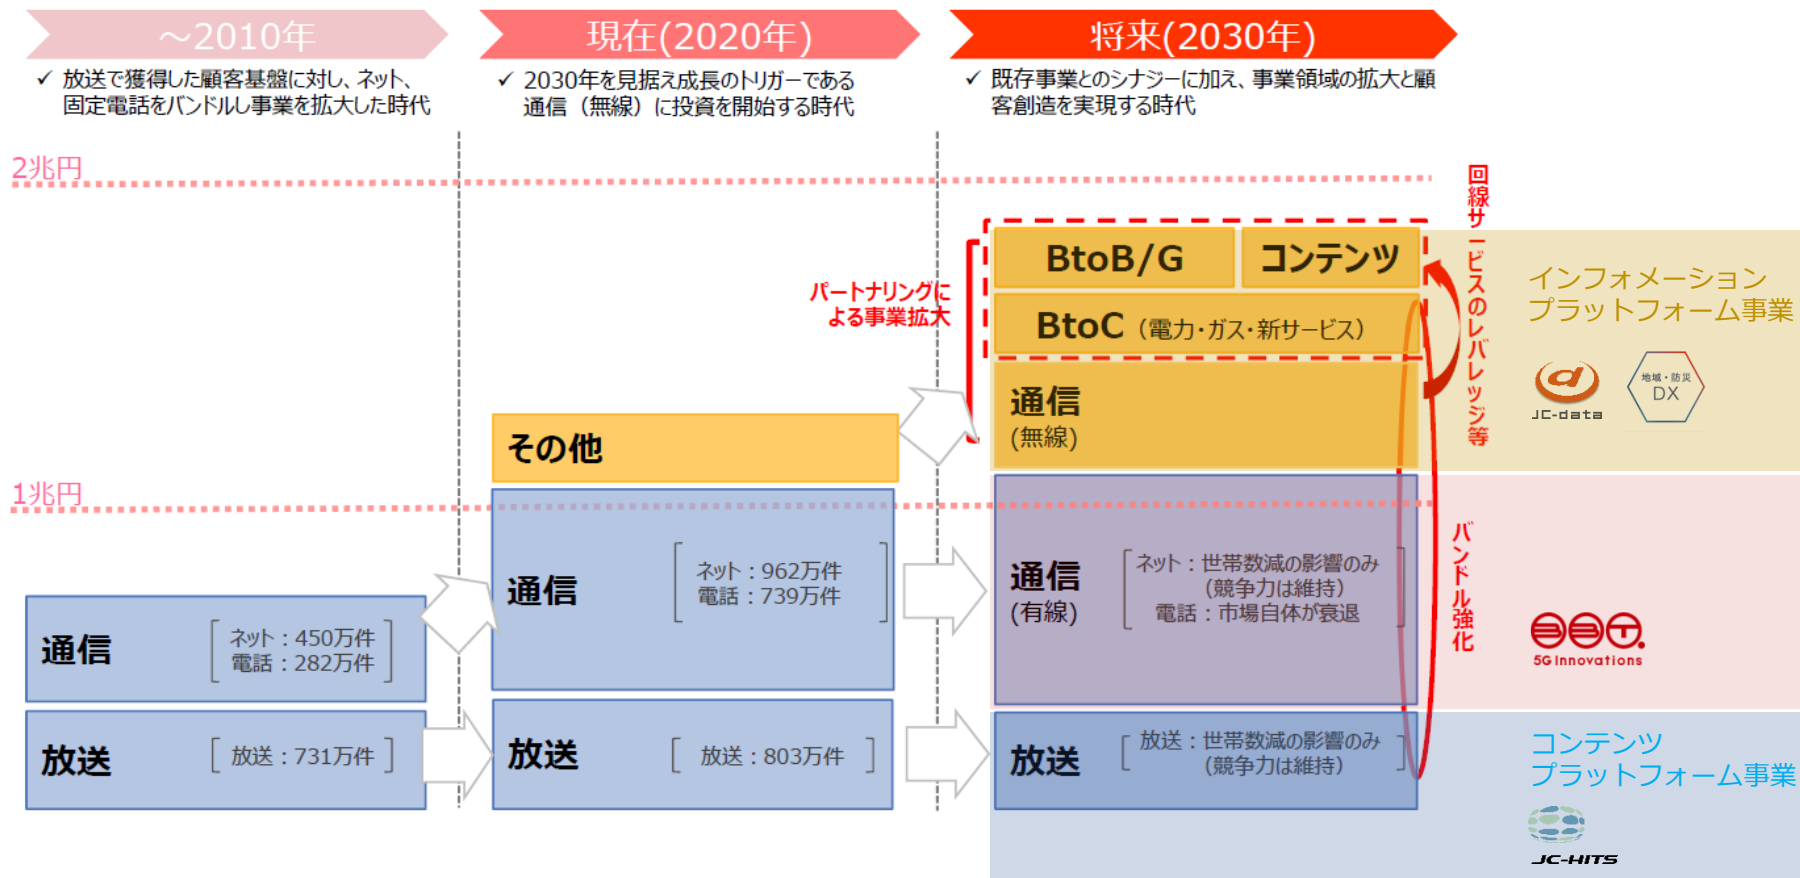 ～2010年
現在(2020年)
将来(2030年)
✓ 放送で獲得した顧客基盤に対し、ネット、
固定電話をバンドルし事業を拡大した時代
✓ 2030年を見据え成長のトリガーである
通信（無線）に投資を開始する時代
✓ 既存事業とのシナジーに加え、事業領域の拡大と顧
客創造を実現する時代
2兆円
1兆円
通信
ネット：450万件
電話：282万件
放送
放送：731万件
その他
通信
ネット：962万件
電話：739万件
放送
放送：803万件
パートナリングに
よる事業拡大
BtoB/G
コンテンツ
BtoC（電力・ガス・新サービス）
通信
(無線)
通信
(有線)
ネット：世帯数減の影響のみ
(競争力は維持)
電話：市場自体が衰退
放送
放送：世帯数減の影響のみ
(競争力は維持)
回線サービスのレバレッジ等
バンドル強化
インフォメーション
プラットフォーム事業
JC-data
地域・防災
DX
BBT.
5G Innovations
コンテンツ
プラットフォーム事業
JC-HITS